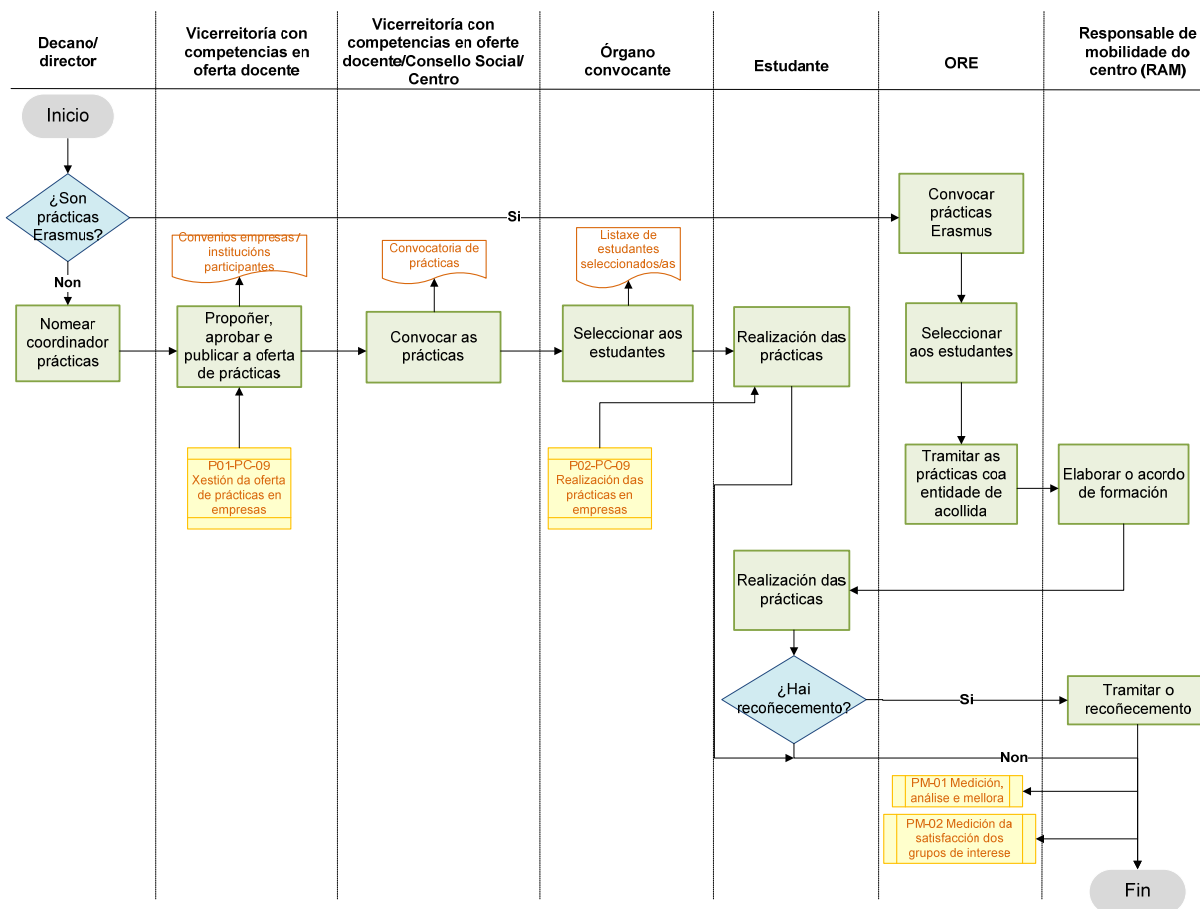 Decano/
director
Vicerreitoría con
competencias en
oferta docente
Vicerreitoría con
competencias en oferte
docente/Consello Social/
Centro
Órgano
convocante
Estudante
ORE
Responsable de
mobilidade do
centro (RAM)
Inicio
¿Son
prácticas
Erasmus?
Si
Non
Convocar
prácticas
Erasmus
Convenios empresas /
institucións
participantes
Convocatoria de
prácticas
Listaxe de
estudantes
seleccionados/as
Nomear
coordinador
prácticas
Propoñer,
aprobar e
publicar a oferta
de prácticas
Convocar as
prácticas
Seleccionar aos
estudantes
Realización das
prácticas
Seleccionar
aos estudantes
P01-PC-09
Xestión da oferta
de prácticas en
empresas
P02-PC-09
Realización das
prácticas en
empresas
Tramitar as
prácticas coa
entidade de
acollida
Elaborar o acordo
de formación
Realización das
prácticas
¿Hai
recoñecemento?
Si
Tramitar o
recoñecemento
Non
PM-01 Medición,
análise e mellora
PM-02 Medición da
satisfacción dos
grupos de interese
Fin